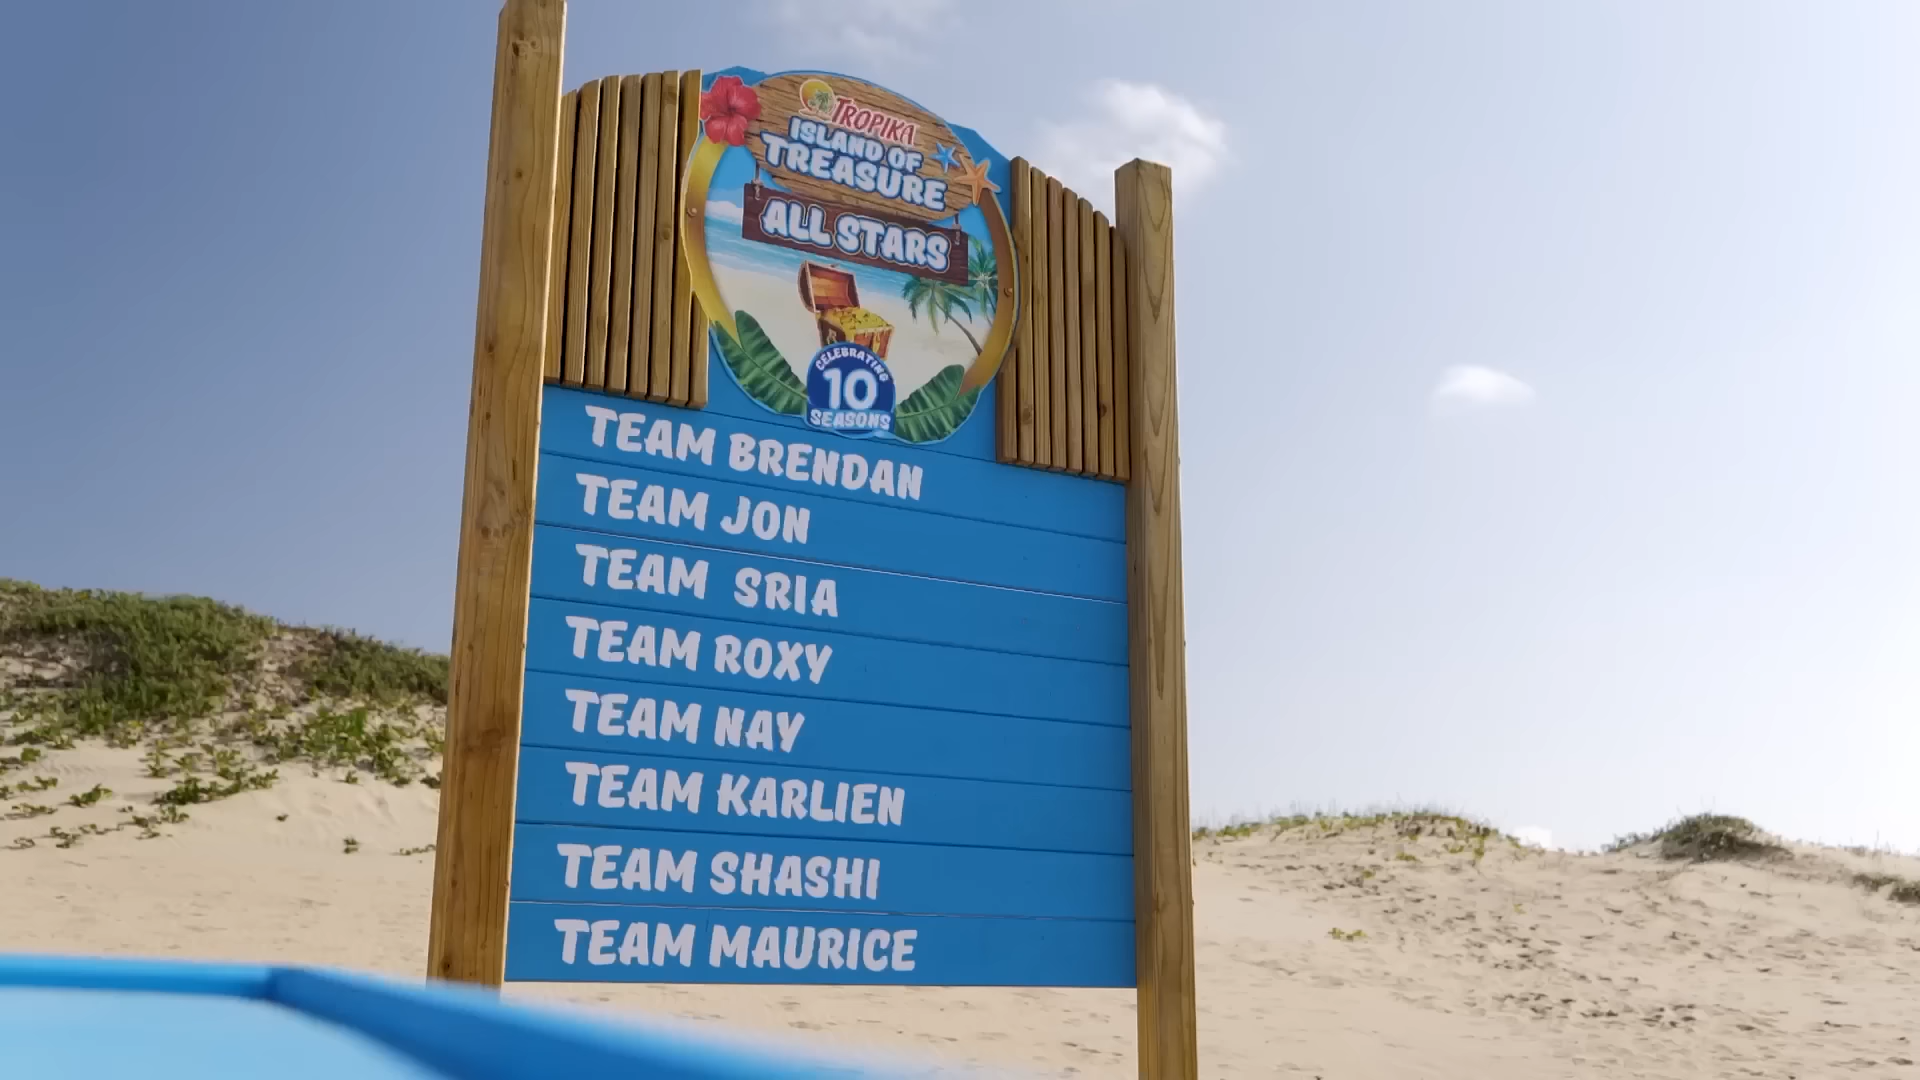 TROPIKA
ISLAND OF
TREASURE
ALL STARS
CELEBRATING
10
SEASONS
TEAM BRENDAN
TEAM JON
TEAM SRIA
TEAM ROXY
TEAM NAY
TEAM KARLIEN
TEAM SHASHI
TEAM MAURICE